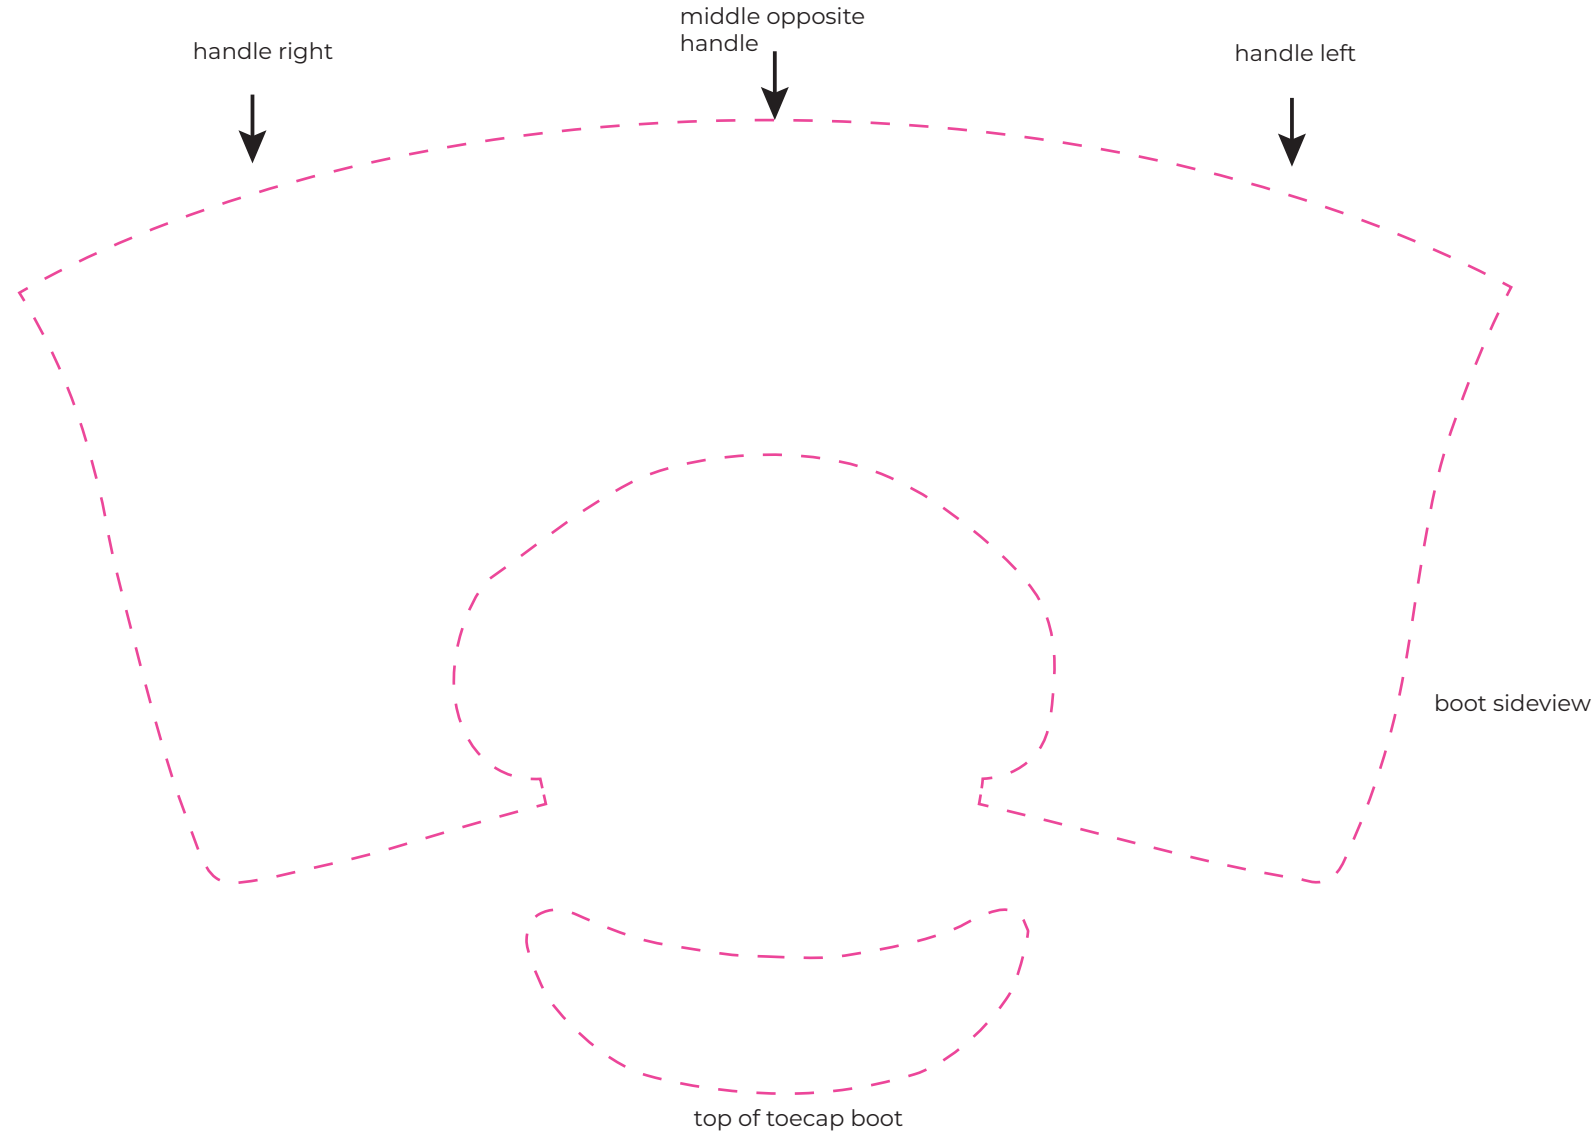 middle opposite
handle
handle right
handle left
boot sideview
top of toecap boot